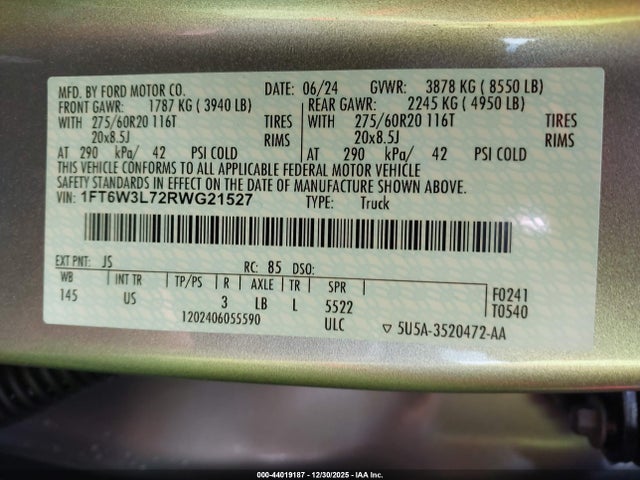 MFD. BY FORD MOTOR CO. DATE: 06/24 GVWR: 3878 KG ( 8550 LB)
FRONT GAWR: 1787 KG ( 3940 LB) REAR GAWR: 2245 KG ( 4950 LB)
WITH 275/60R20 116T TIRES WITH 275/60R20 116T TIRES
20x8.5J RIMS 20x8.5J RIMS
AT 290 kPa/ 42 PSI COLD AT 290 kPa/ 42 PSI COLD
THIS VEHICLE CONFORMS TO ALL APPLICABLE FEDERAL MOTOR VEHICLE
SAFETY STANDARDS IN EFFECT ON THE DATE OF MANUFACTURE SHOWN ABOVE.
VIN: 1FT6W3L72RWG21527 TYPE: Truck
EXT PNT: JS RC: 85 DSO:
WB INT TR TP/PS R AXLE TR SPR
145 US 3 LB L 5522
F0241
T0540
1202406055590 ULC ▽ 5U5A-3520472-AA
000-44019187 - 12/30/2025 - IAA Inc.